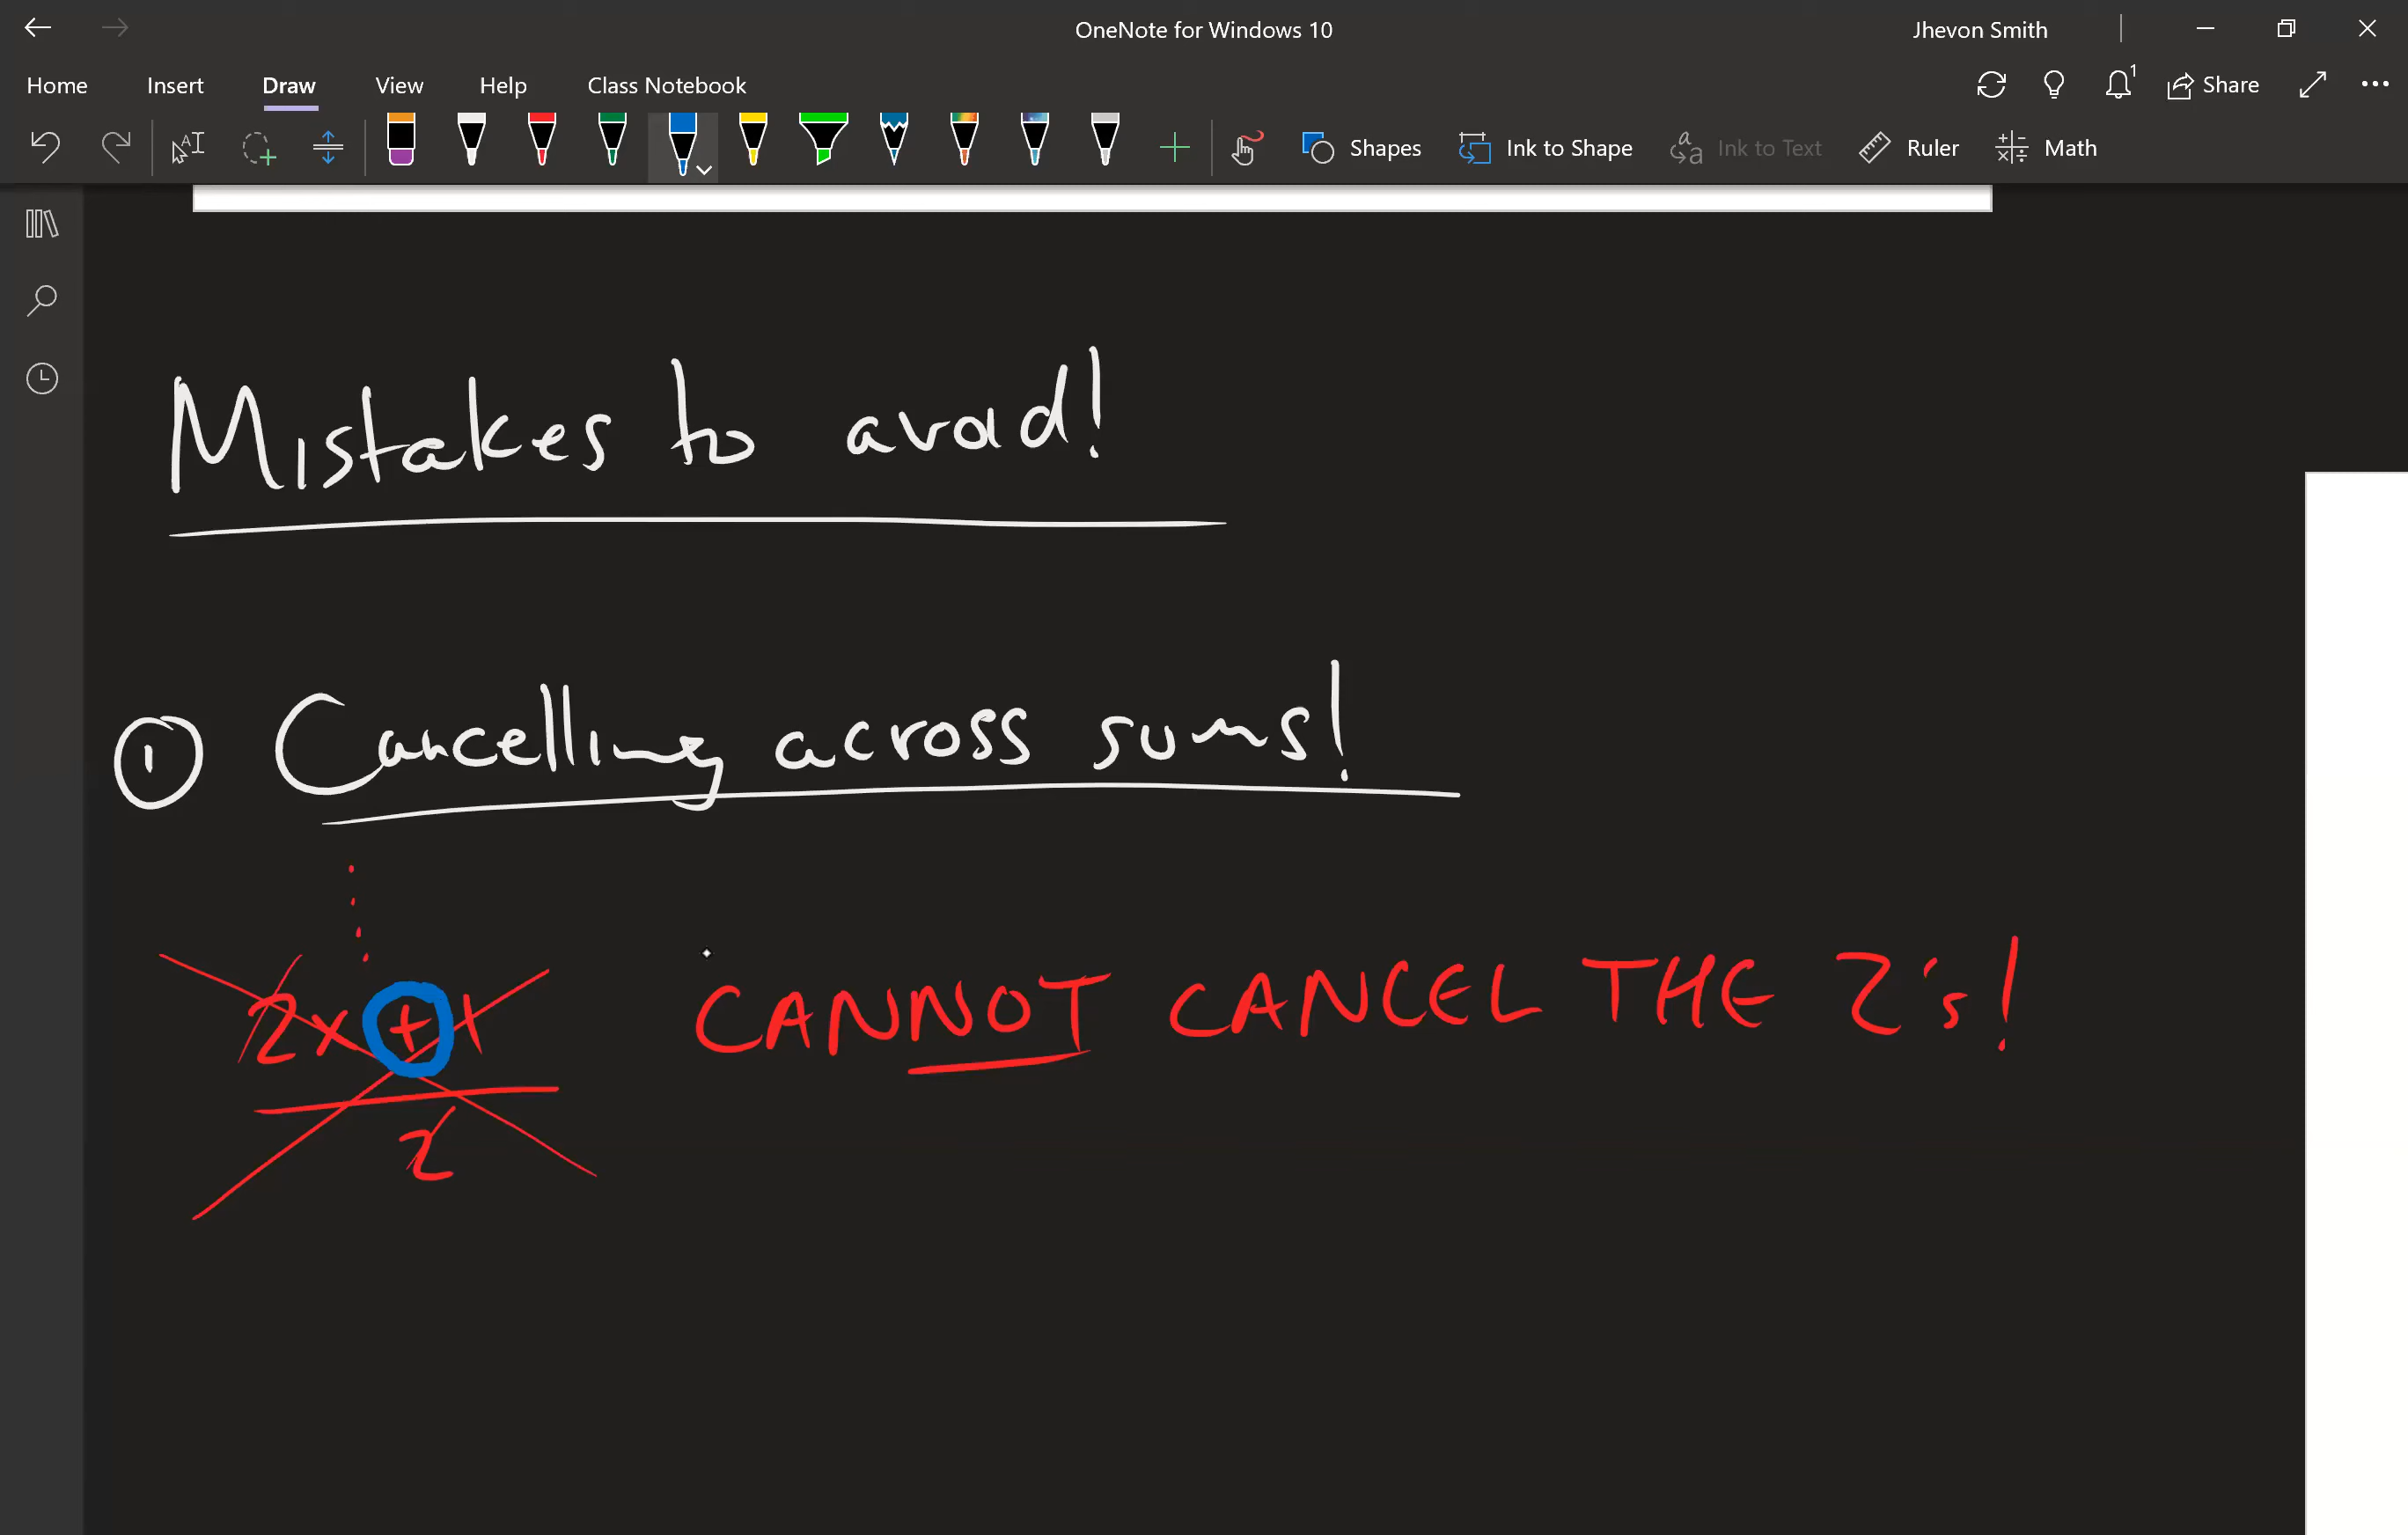 OneNote for Windows 10
Jhevon Smith
Home Insert Draw View Help Class Notebook
1
Share
Shapes Ink to Shape Ink to Text Ruler Math
Mistakes to avoid!
① Cancelling across sums!
2x + 1
2
CANNOT CANCEL THE 2's!